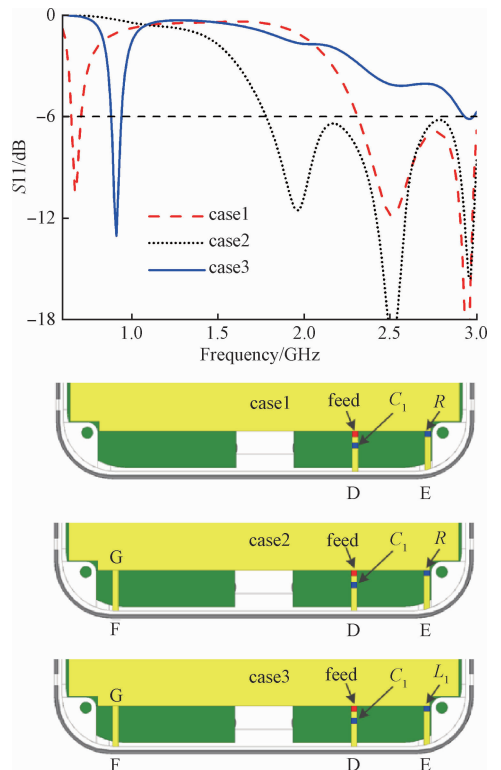 0
−6
−12
−18
S11/dB
case1
case2
case3
1.0 1.5 2.0 2.5 3.0
Frequency/GHz
case1 feed C1 R
D E
G case2 feed C1 R
F D E
G case3 feed C1 L1
F D E